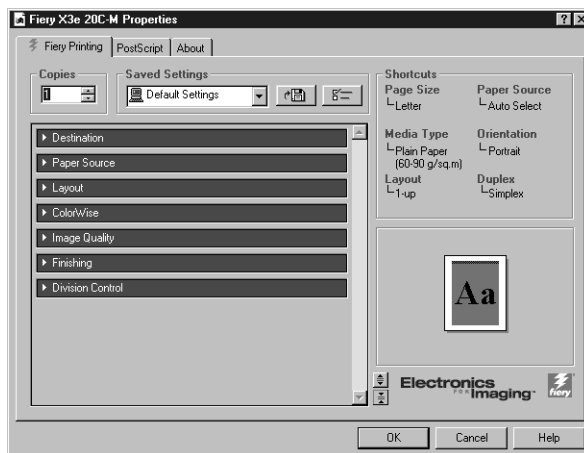 Fiery X3e 20C-M Properties
Fiery Printing
PostScript
About
Copies
1
Saved Settings
Default Settings
Destination
Paper Source
Layout
ColorWise
Image Quality
Finishing
Division Control
Shortcuts
Page Size
Letter
Paper Source
Auto Select
Media Type
Plain Paper
(60-90 g/sq.m)
Orientation
Portrait
Layout
1-up
Duplex
Simplex
Aa
Electronics
FOR Imaging
fiery
OK
Cancel
Help